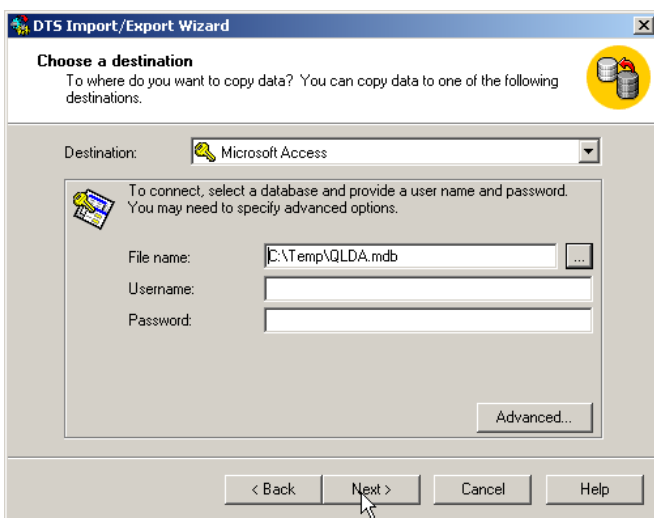 DTS Import/Export Wizard
Choose a destination
To where do you want to copy data? You can copy data to one of the following
destinations.
Destination: Microsoft Access
To connect, select a database and provide a user name and password.
You may need to specify advanced options.
File name: C:\Temp\QLDA.mdb ...
Username:
Password:
Advanced...
< Back Next > Cancel Help